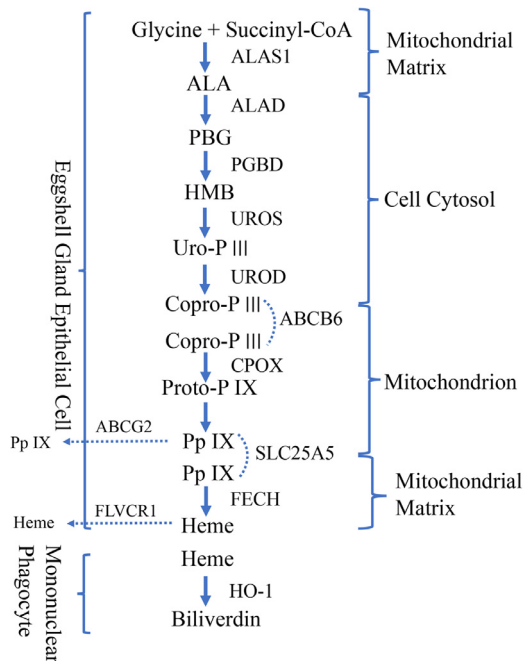 Glycine + Succinyl-CoA
ALAS1
ALA
ALAD
PBG
PGBD
HMB
UROS
Uro-P III
UROD
Copro-P III
ABCB6
Copro-P III
CPOX
Proto-P IX
Pp IX
ABCG2
Pp IX
SLC25A5
Pp IX
FECH
Heme
FLVCR1
Heme
Heme
HO-1
Biliverdin
Mitochondrial
Matrix
Cell Cytosol
Mitochondrion
Mitochondrial
Matrix
Eggshell Gland Epithelial Cell
Mononuclear
Phagocyte